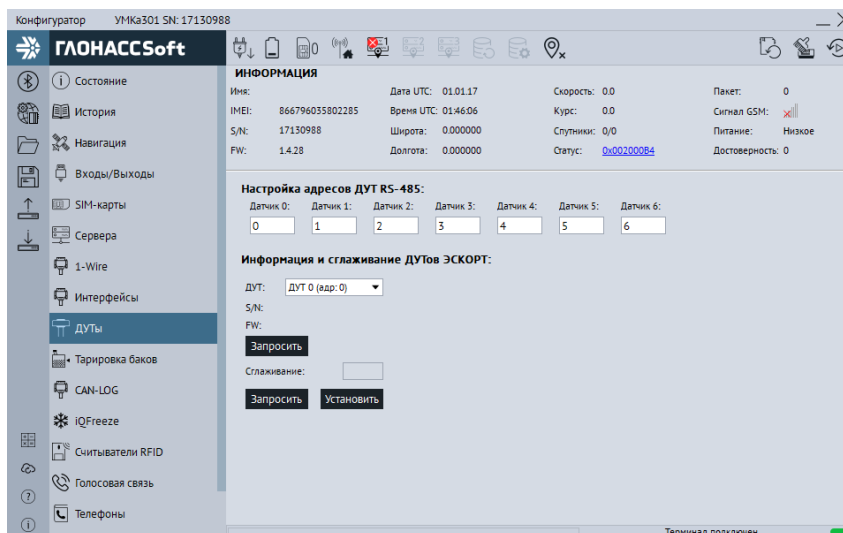 Конфигуратор УМКа301 SN: 17130988
ГЛОНАССSoft
0
1
2
Состояние
История
Навигация
Входы/Выходы
SIM-карты
Сервера
1-Wire
Интерфейсы
ДУТы
Тарировка баков
CAN-LOG
iQFreeze
Считыватели RFID
Голосовая связь
Телефоны
ИНФОРМАЦИЯ
Имя: Дата UTC: 01.01.17 Скорость: 0.0 Пакет: 0
IMEI: 866796035802285 Время UTC: 01:46:06 Курс: 0.0 Сигнал GSM:
S/N: 17130988 Широта: 0.000000 Спутники: 0/0 Питание: Низкое
FW: 1.4.28 Долгота: 0.000000 Статус: 0x002000B4 Достоверность: 0
Настройка адресов ДУТ RS-485:
Датчик 0: Датчик 1: Датчик 2: Датчик 3: Датчик 4: Датчик 5: Датчик 6:
0 1 2 3 4 5 6
Информация и сглаживание ДУТов ЭСКОРТ:
ДУТ: ДУТ 0 (адр: 0)
S/N:
FW:
Запросить
Сглаживание:
Запросить Установить
Терминал подключен